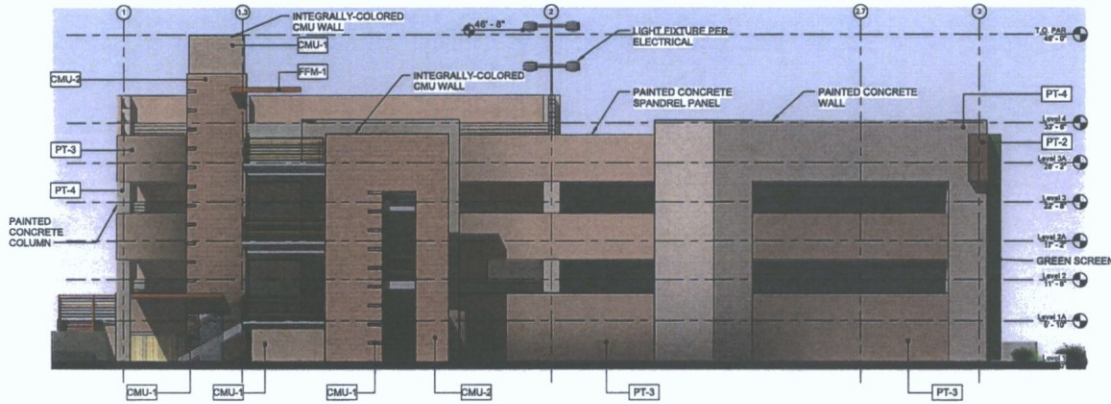 1
1.3
2
2.7
3
INTEGRALLY-COLORED
CMU WALL
CMU-1
46' - 8"
LIGHT FIXTURE PER
ELECTRICAL
T.O. PAR
CMU-2
FFM-1
INTEGRALLY-COLORED
CMU WALL
PAINTED CONCRETE
SPANDREL PANEL
PAINTED CONCRETE
WALL
PT-4
Level 4
PT-2
PT-3
Level 3A
PT-4
Level 3
PAINTED
CONCRETE
COLUMN
Level 2A
GREEN SCREEN
Level 2
Level 1A
CMU-1
CMU-1
CMU-1
CMU-2
PT-3
PT-3